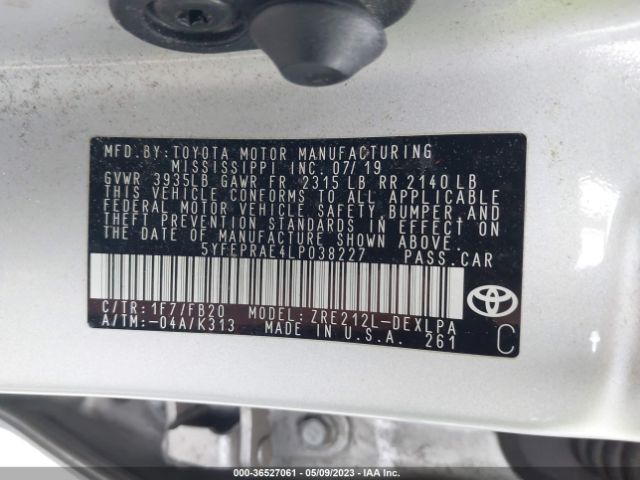 MFD.BY:TOYOTA MOTOR MANUFACTURING
MISSISSIPPI INC. 07/19
GVWR 3935LB GAWR FR 2315 LB RR 2140 LB
THIS VEHICLE CONFORMS TO ALL APPLICABLE
FEDERAL MOTOR VEHICLE SAFETY,BUMPER,AND
THEFT PREVENTION STANDARDS IN EFFECT ON
THE DATE OF MANUFACTURE SHOWN ABOVE.
5YFEPRAE4LP038227 PASS.CAR
C/TR:1F7/FB20 MODEL: ZRE212L-DEXLPA
A/TM:-04A/K313 MADE IN U.S.A. 261
TOYOTA
C
000-36527061 - 05/09/2023 - IAA Inc.